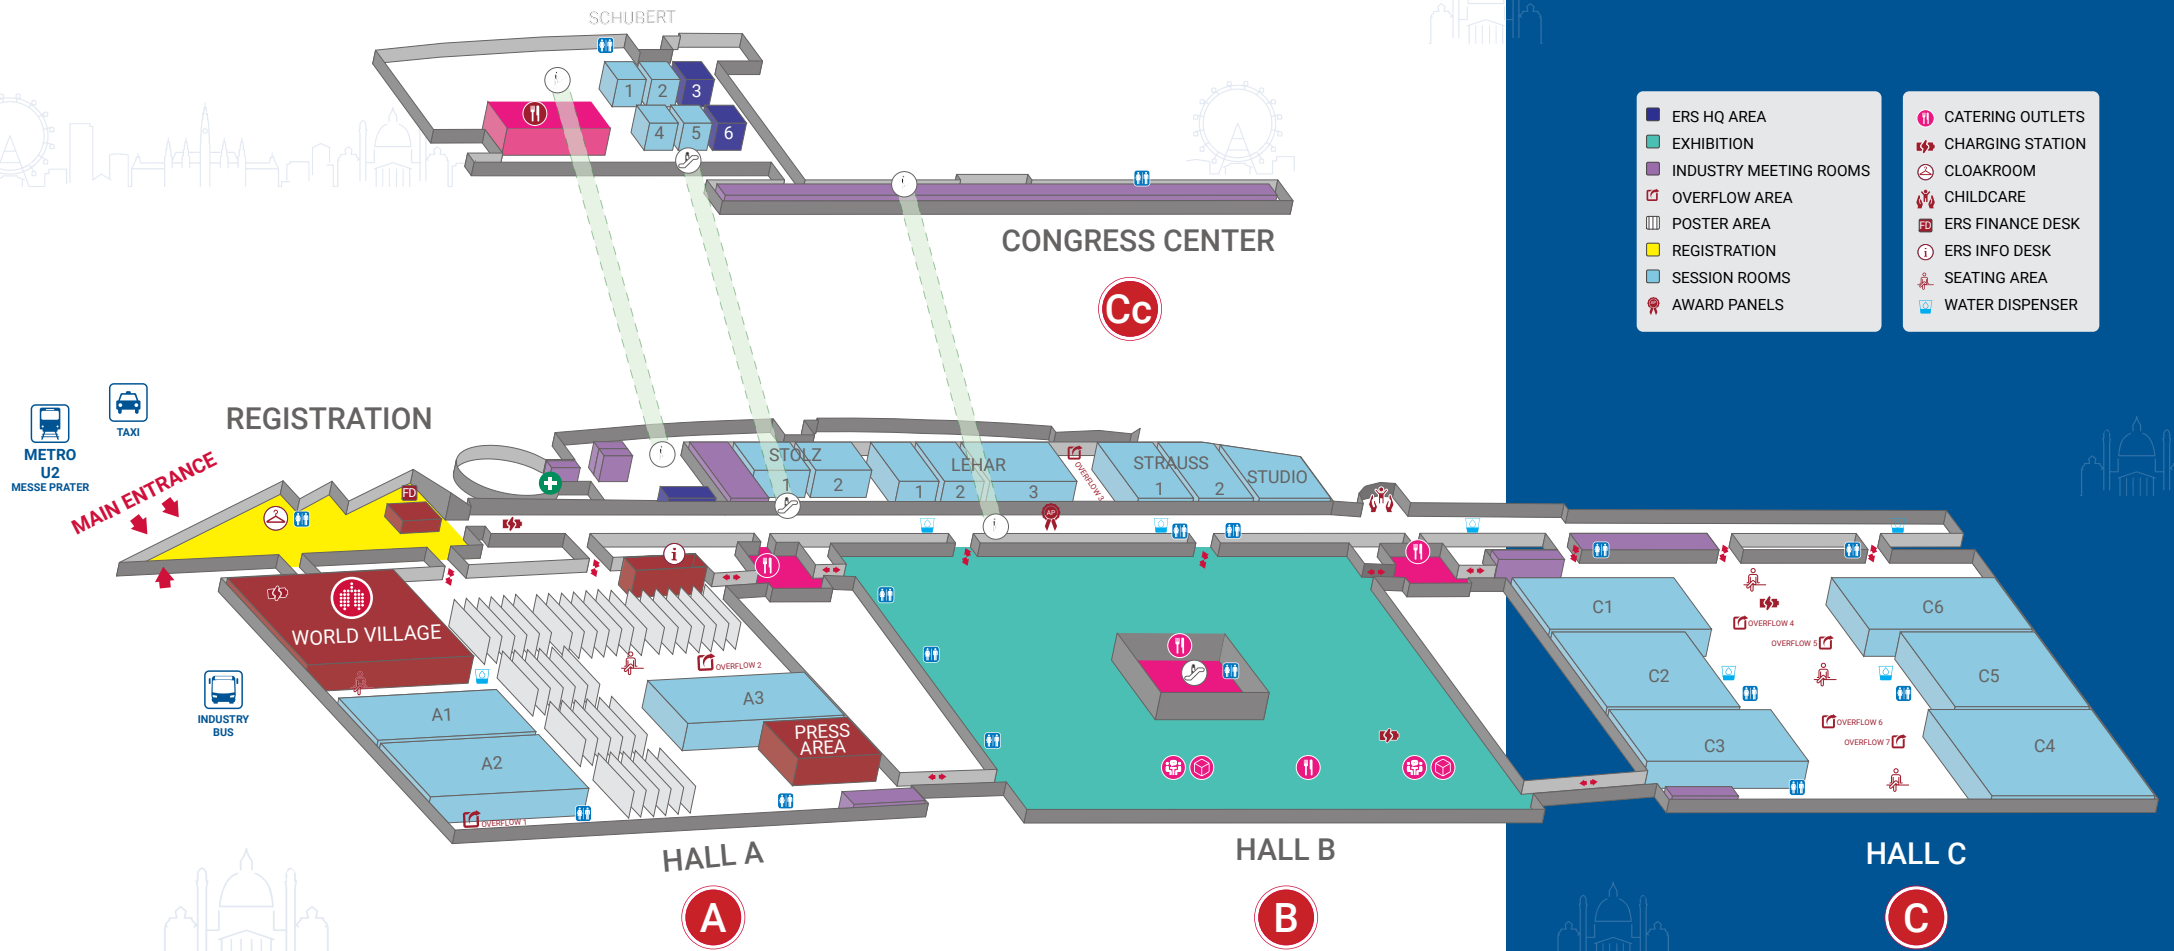 SCHUBERT
1
2
3
4
5
6
CONGRESS CENTER
Cc
ERS HQ AREA
EXHIBITION
INDUSTRY MEETING ROOMS
OVERFLOW AREA
POSTER AREA
REGISTRATION
SESSION ROOMS
AWARD PANELS
CATERING OUTLETS
CHARGING STATION
CLOAKROOM
CHILDCARE
FD ERS FINANCE DESK
i ERS INFO DESK
SEATING AREA
WATER DISPENSER
TAXI
METRO
U2
MESSE PRATER
REGISTRATION
MAIN ENTRANCE
FD
STOLZ
1
2
LEHAR
1
2
3
OVERFLOW 3
STRAUSS
1
2
STUDIO
AP
i
WORLD VILLAGE
INDUSTRY
BUS
A1
A2
A3
OVERFLOW 2
PRESS
AREA
OVERFLOW 1
C1
C2
C3
C6
C5
C4
OVERFLOW 4
OVERFLOW 5
OVERFLOW 6
OVERFLOW 7
HALL A
A
HALL B
B
HALL C
C